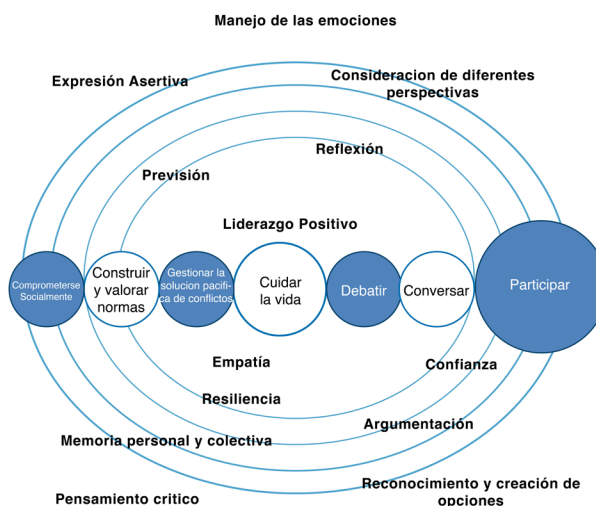 Manejo de las emociones
Expresión Asertiva
Consideracion de diferentes
perspectivas
Reflexión
Previsión
Liderazgo Positivo
Comprometerse
Socialmente
Construir
y valorar
normas
Gestionar la
solucion pacifi-
ca de conflictos
Cuidar
la vida
Debatir
Conversar
Participar
Empatía
Confianza
Resiliencia
Argumentación
Memoria personal y colectiva
Pensamiento critico
Reconocimiento y creación de
opciones